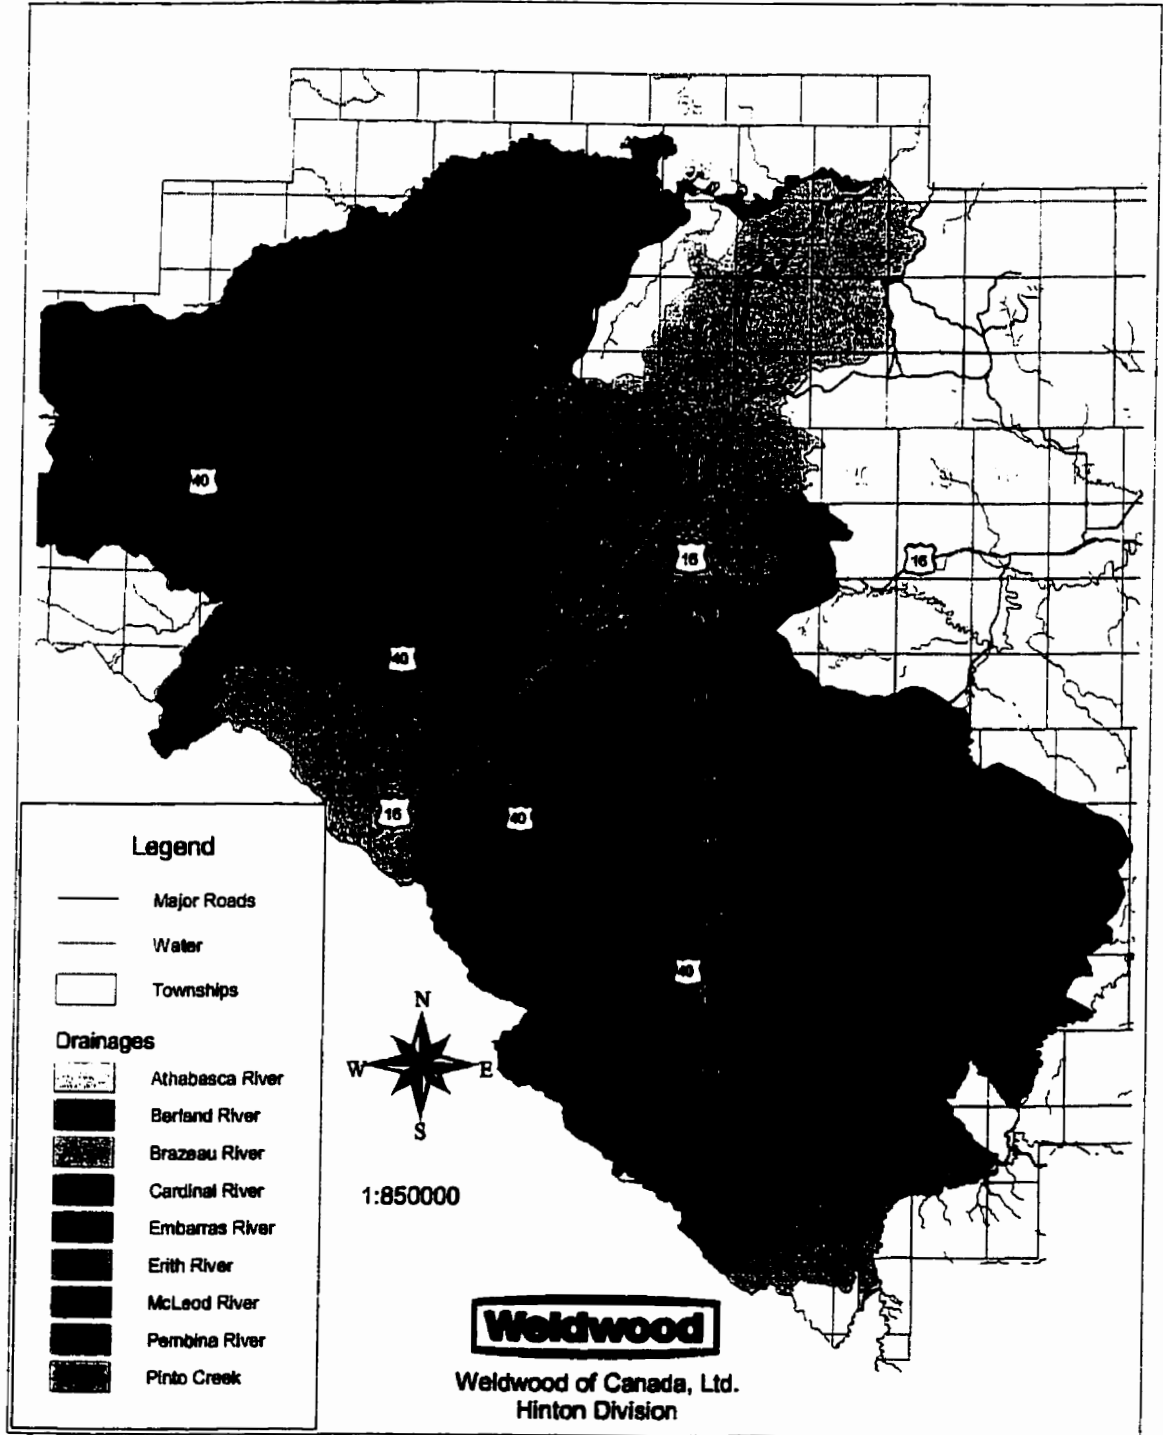 40
16
16
40
16
40
40
Legend
Major Roads
Water
Townships
Drainages
Athabasca River
Berland River
Brazeau River
Cardinal River
Embarras River
Erith River
McLeod River
Pembina River
Pinto Creek
N
W
E
S
1:850000
Weldwood
Weldwood of Canada, Ltd.
Hinton Division